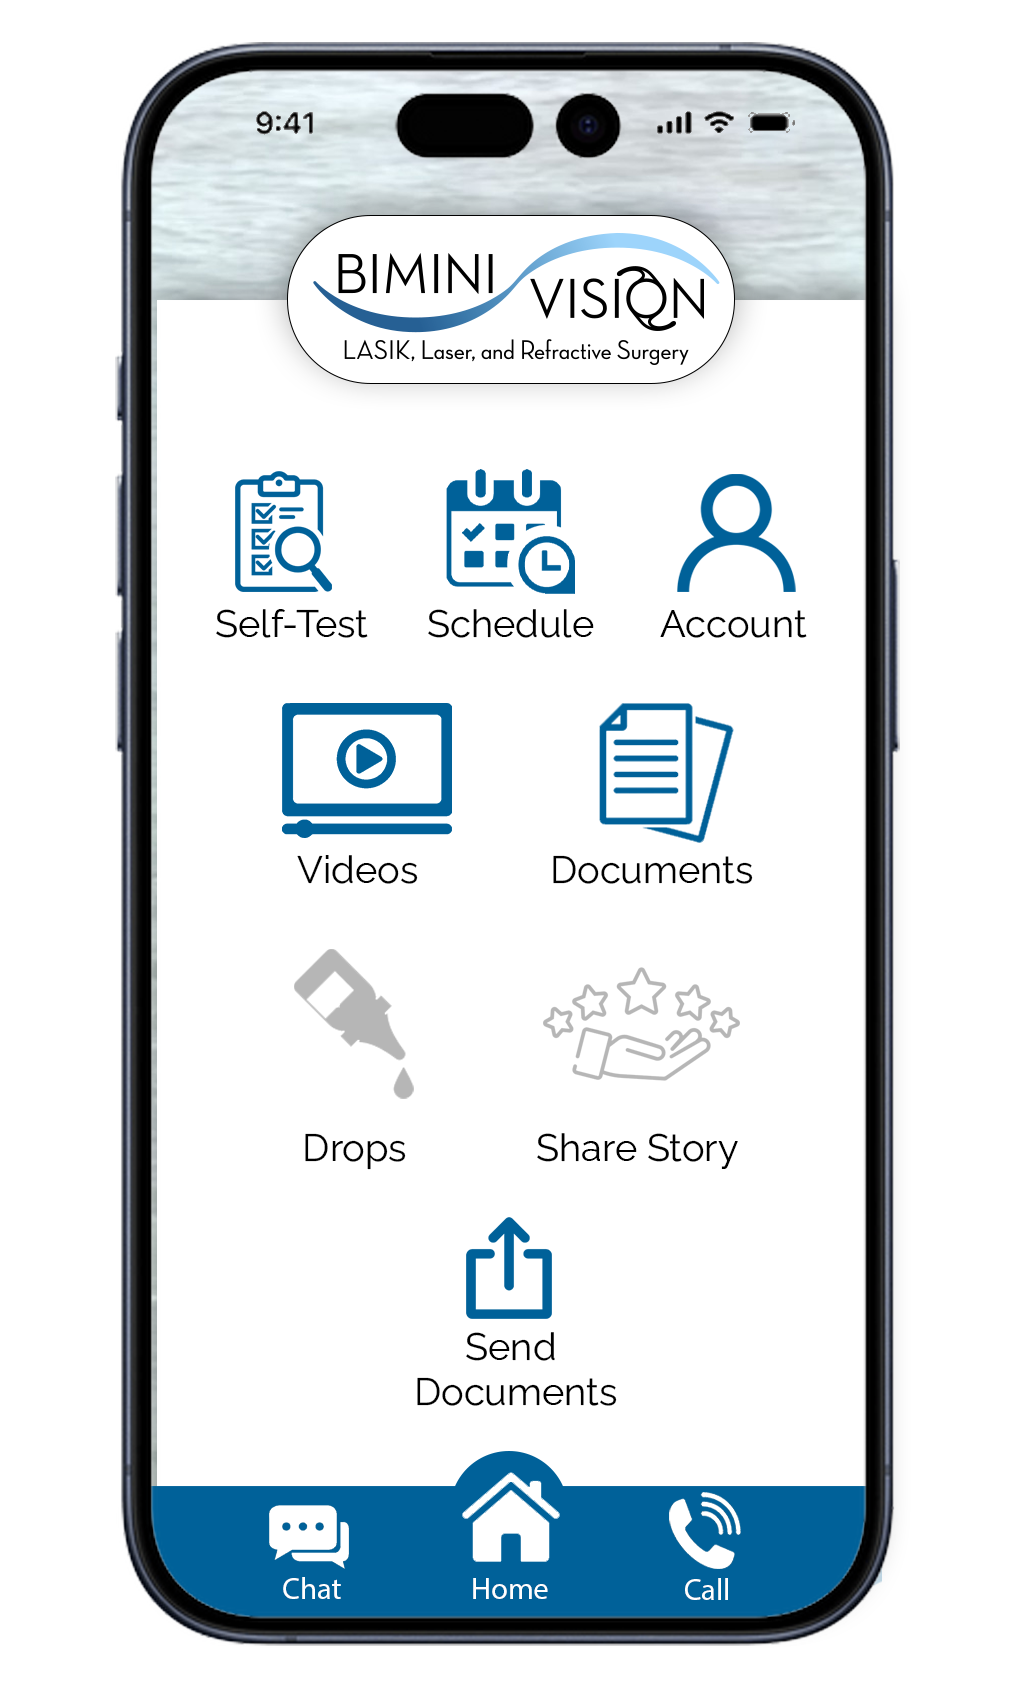 9:41
BIMINI
VISION
LASIK, Laser, and Refractive Surgery
Self-Test
Schedule
Account
Videos
Documents
Drops
Share Story
Send
Documents
Chat
Home
Call